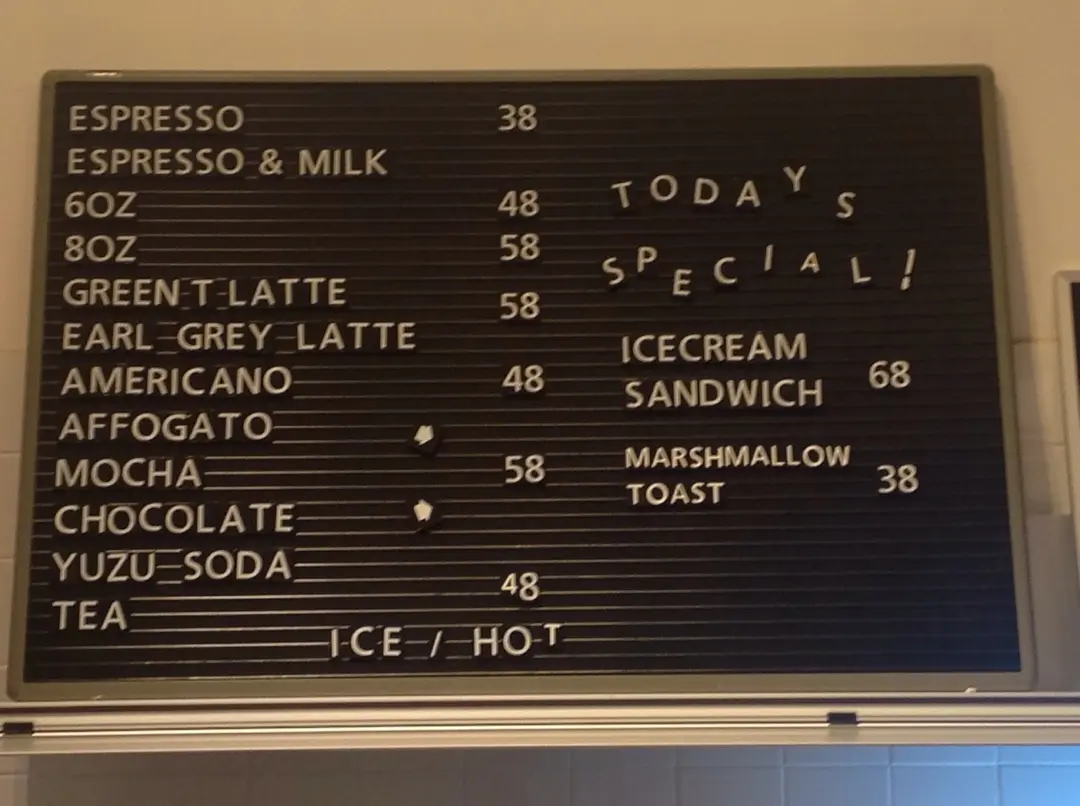 ESPRESSO 38
ESPRESSO & MILK
6OZ 48
8OZ 58
GREEN T LATTE
58
EARL GREY LATTE
AMERICANO 48
AFFOGATO
MOCHA 58
CHOCOLATE
YUZU SODA
48
TEA
ICE / HOT
TODAYS
SPECIAL!
ICECREAM
SANDWICH 68
MARSHMALLOW
TOAST 38